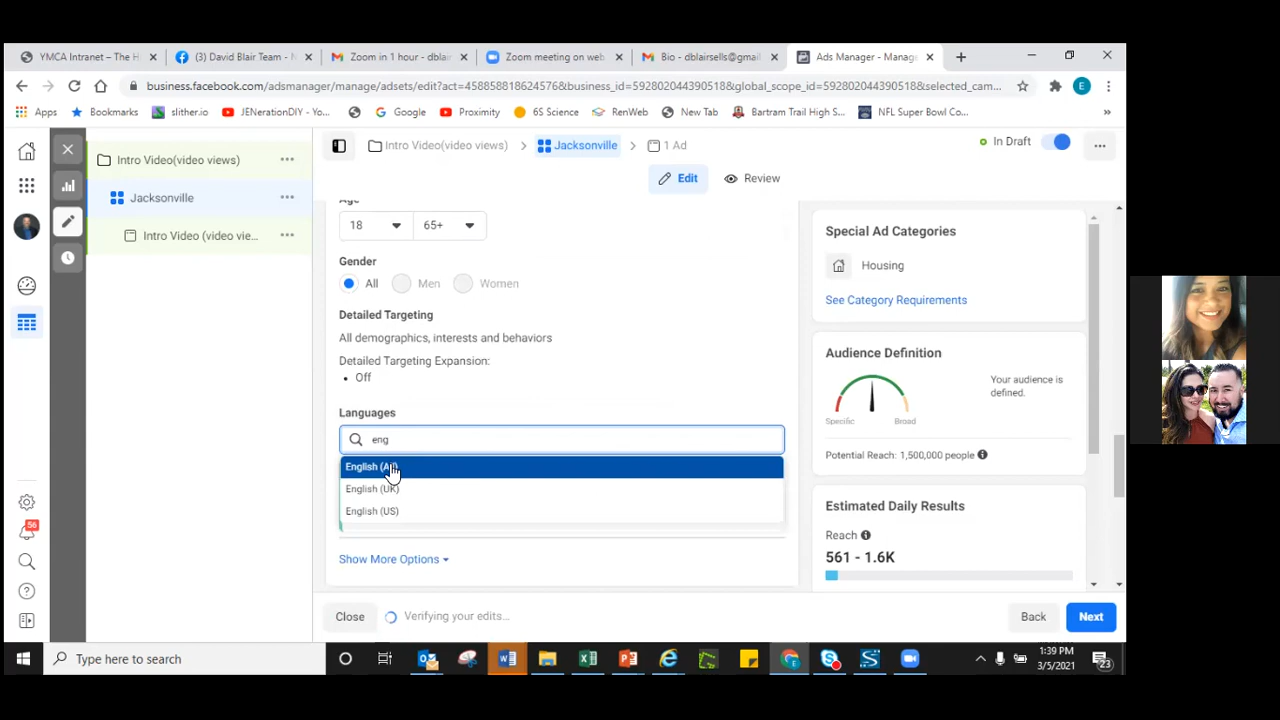 YMCA Intranet – The H
(3) David Blair Team - N
Zoom in 1 hour - dblair
Zoom meeting on web
Bio - dblairsells@gmail
Ads Manager - Manage
business.facebook.com/adsmanager/manage/adsets/edit?act=458858818624576&business_id=592802044390518&global_scope_id=592802044390518&selected_cam...
E
Apps
Bookmarks
slither.io
JENerationDIY - Yo
Google
Proximity
6S Science
RenWeb
New Tab
Bartram Trail High S...
NFL Super Bowl Co...
»
Intro Video(video views)
Jacksonville
1 Ad
In Draft
Intro Video(video views)
Edit
Review
Jacksonville
Intro Video (video vie...
Age
18
65+
Gender
All
Men
Women
Detailed Targeting
All demographics, interests and behaviors
Detailed Targeting Expansion:
• Off
Languages
eng
English
English (UK)
English (US)
Show More Options
Special Ad Categories
Housing
See Category Requirements
Audience Definition
Your audience is
defined.
Specific
Broad
Potential Reach: 1,500,000 people
Estimated Daily Results
Reach
561 - 1.6K
56
Close
Verifying your edits...
Back
Next
Type here to search
1:39 PM
3/5/2021
23